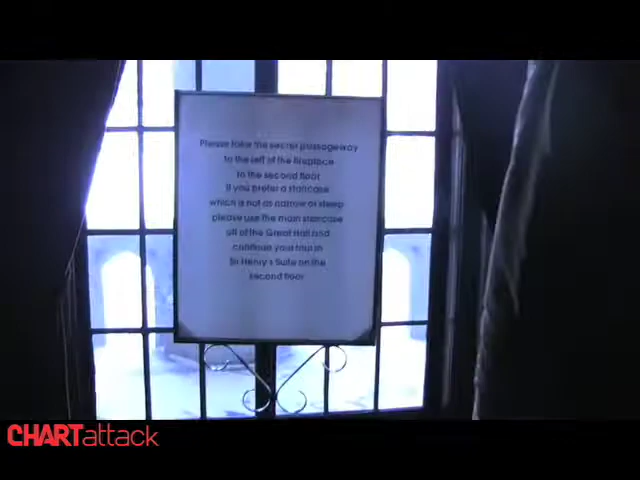 Please take the secret passageway
to the left of the fireplace
to the second floor
If you prefer a staircase
which is not as narrow or steep
please use the main staircase
off of the Great Hall and
continue your tour in
Sir Henry's Suite on the
second floor
CHARTattack